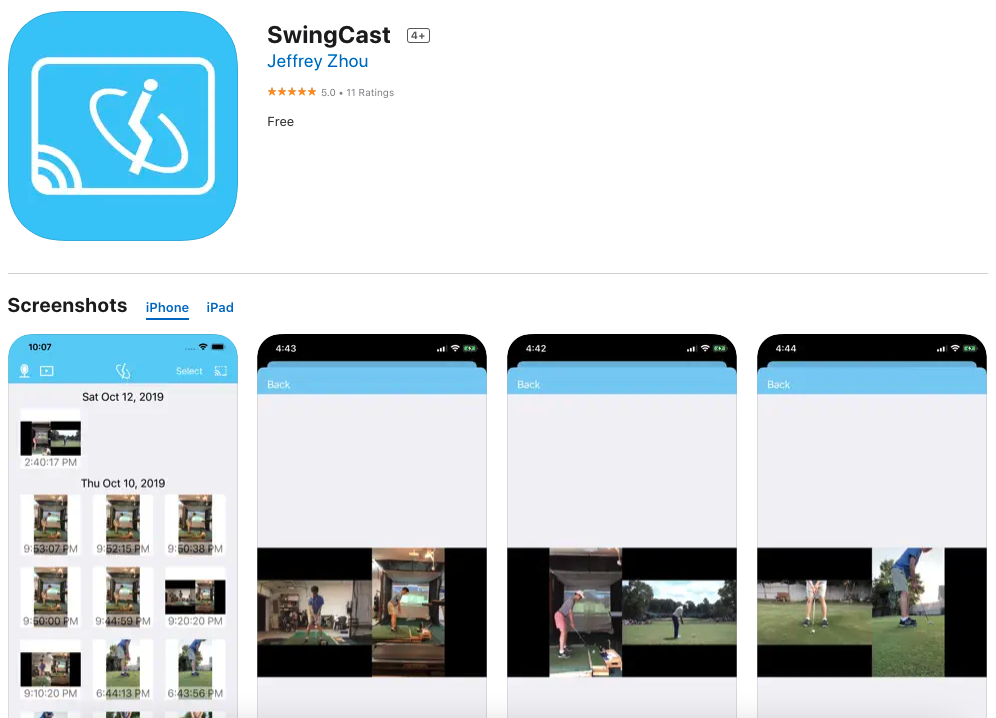 SwingCast 4+
Jeffrey Zhou
★★★★★ 5.0 • 11 Ratings
Free
Screenshots iPhone iPad
10:07
Select
Sat Oct 12, 2019
2:40:17 PM
Thu Oct 10, 2019
9:53:07 PM 9:52:15 PM 9:50:38 PM
9:50:00 PM 9:44:59 PM 9:20:20 PM
9:10:20 PM 6:44:13 PM 6:43:56 PM
4:43
Back
4:42
Back
4:44
Back